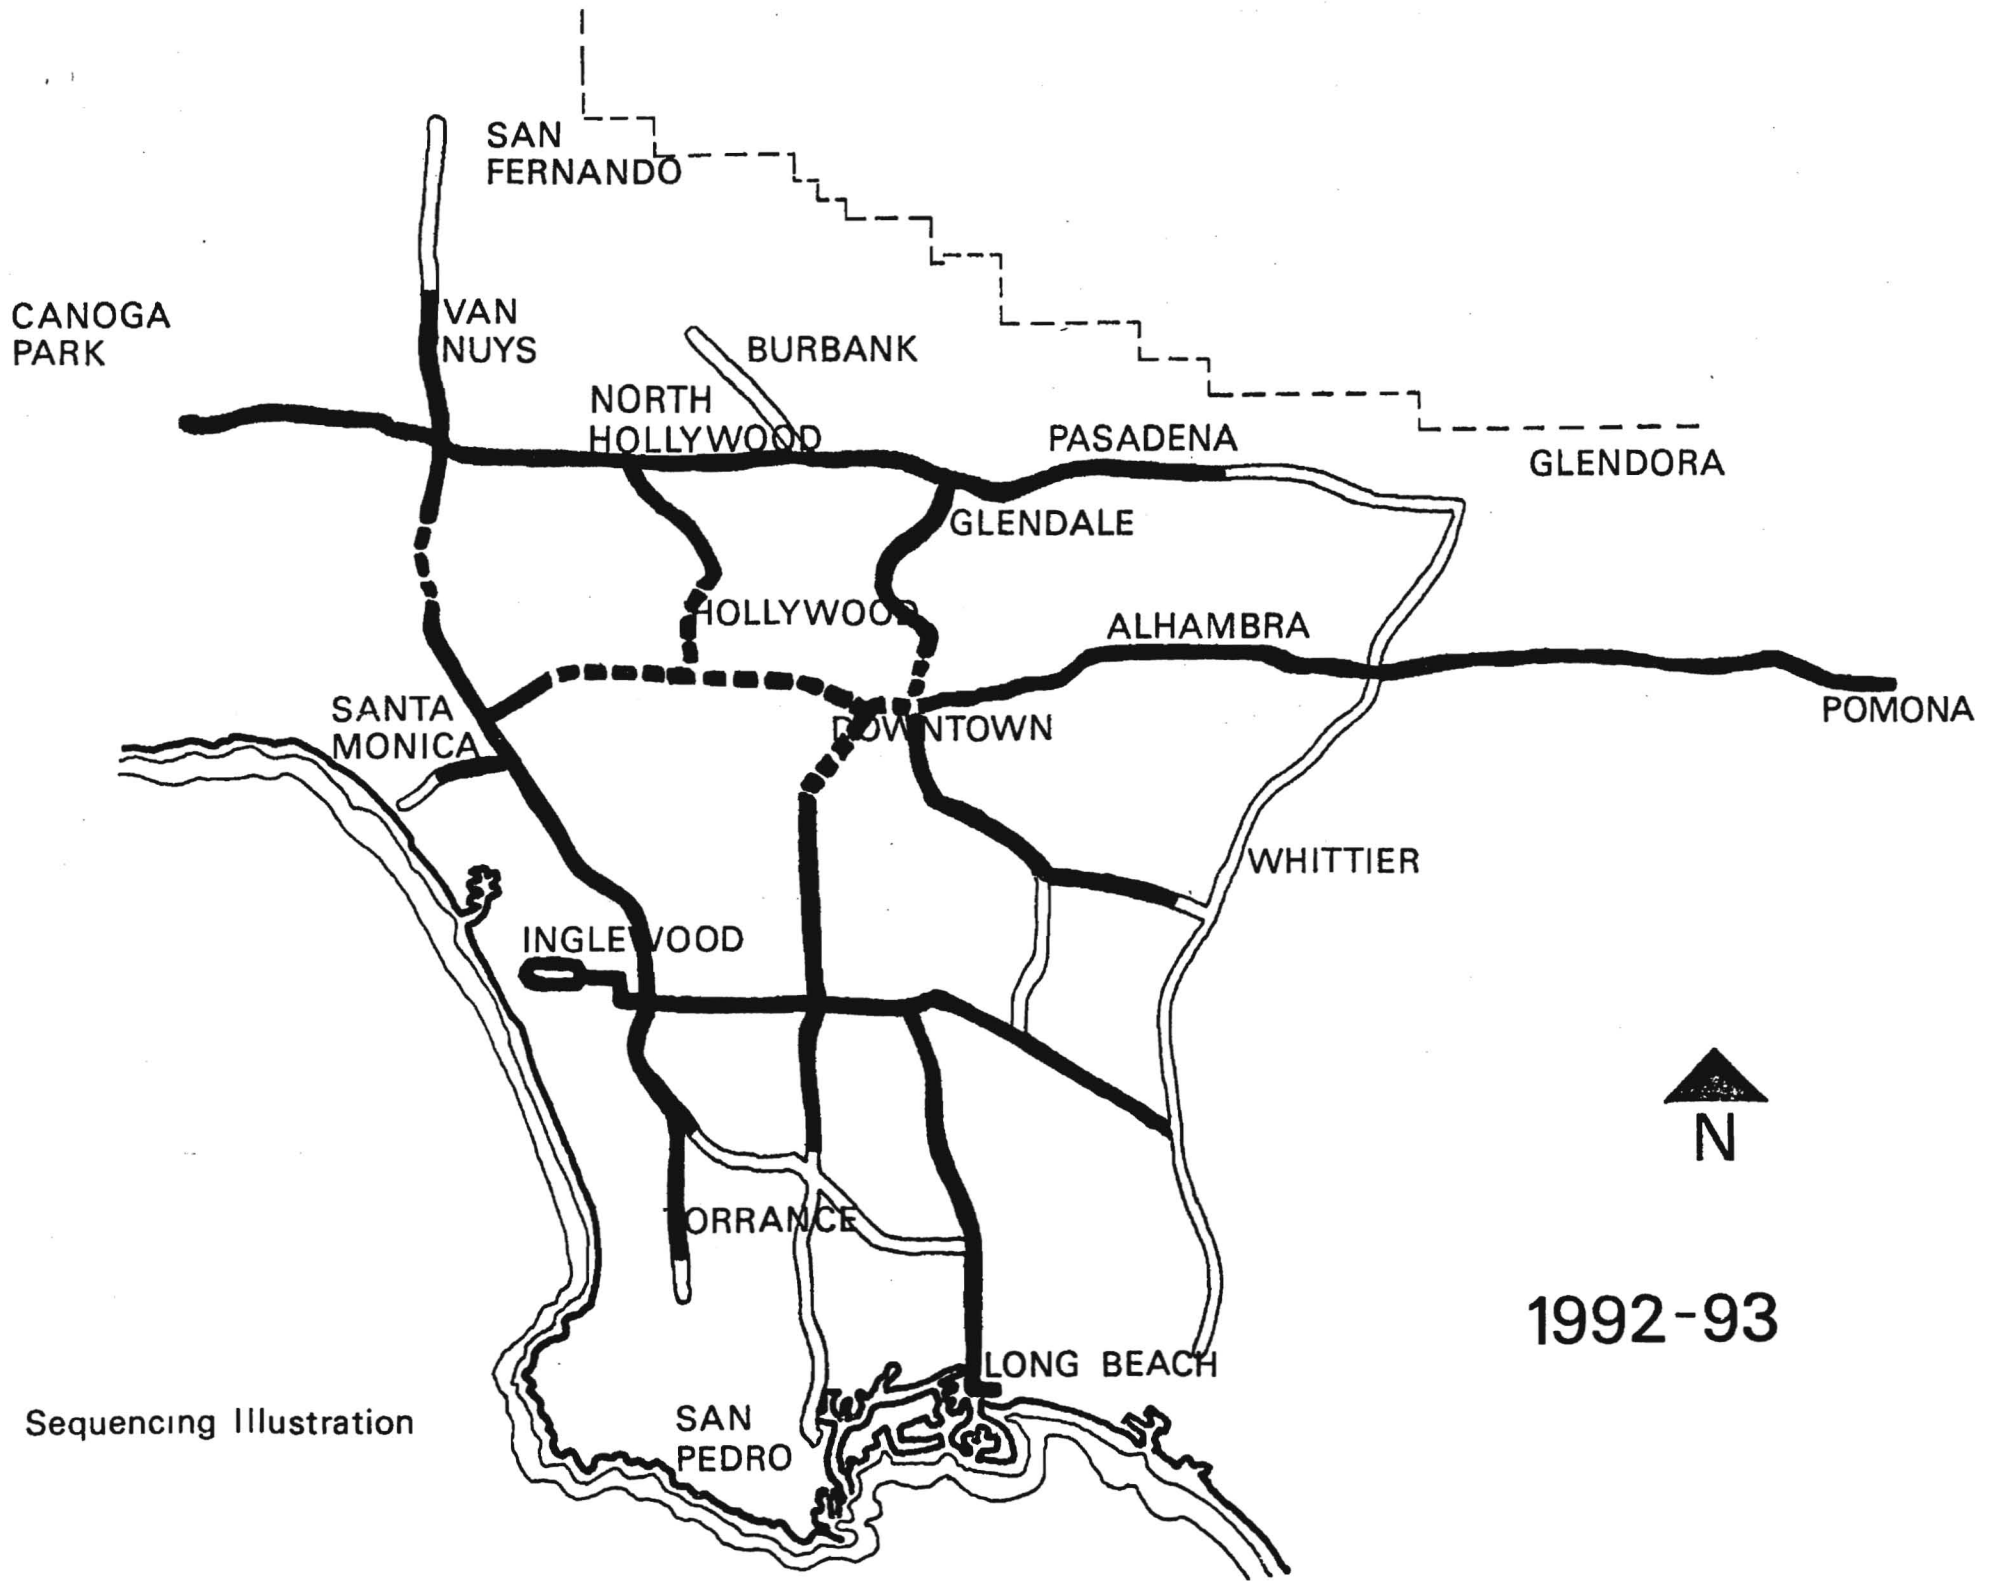 SAN
FERNANDO
CANOGA
PARK
VAN
NUYS
BURBANK
NORTH
HOLLYWOOD
PASADENA
GLENDORA
GLENDALE
HOLLYWOOD
ALHAMBRA
SANTA
MONICA
DOWNTOWN
POMONA
WHITTIER
INGLEWOOD
N
TORRANCE
1992-93
LONG BEACH
Sequencing Illustration
SAN
PEDRO